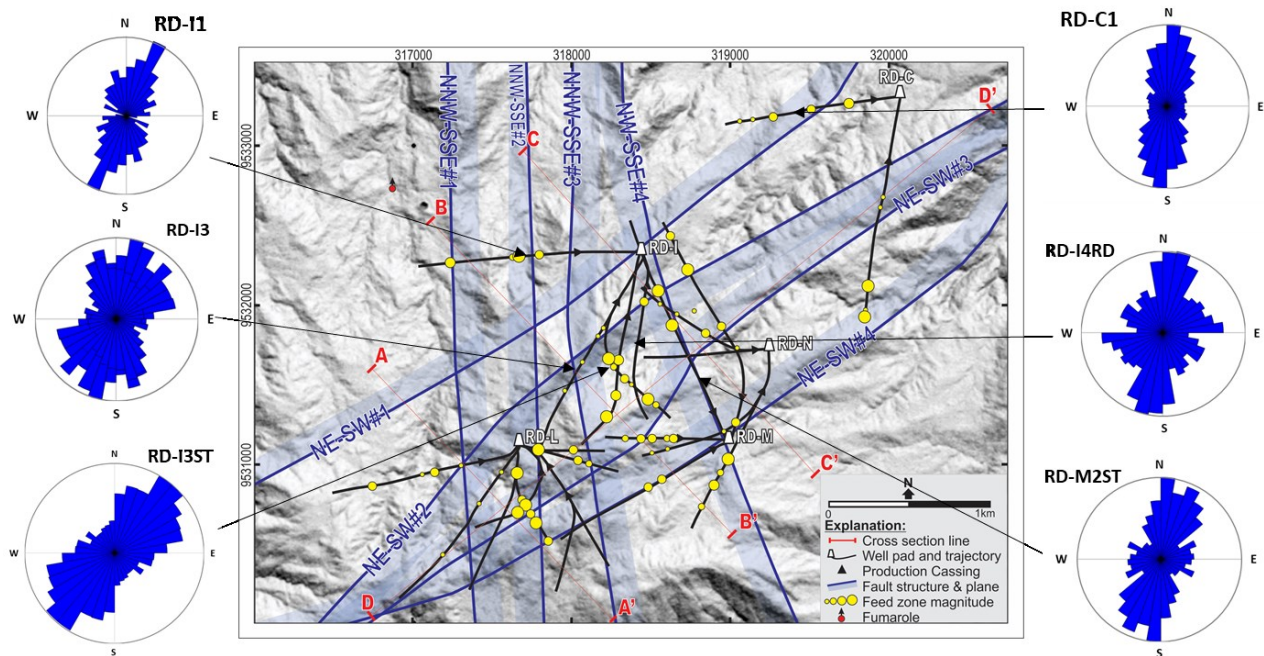 RD-I1
N
W
E
S
RD-I3
N
W
E
S
RD-I3ST
N
W
E
S
317000
318000
319000
320000
9533000
9532000
9531000
NNW-SSE#1
NNW-SSE#2
NNW-SSE#3
NW-SSE#4
NE-SW#1
NE-SW#2
NE-SW#3
NE-SW#4
A
B
C
D
A'
B'
C'
D'
RD-C
RD-I
RD-N
RD-L
RD-M
N
0
1km
Explanation:
Cross section line
Well pad and trajectory
Production Cassing
Fault structure & plane
Feed zone magnitude
Fumarole
RD-C1
N
W
E
S
RD-I4RD
N
W
E
S
RD-M2ST
N
W
E
S